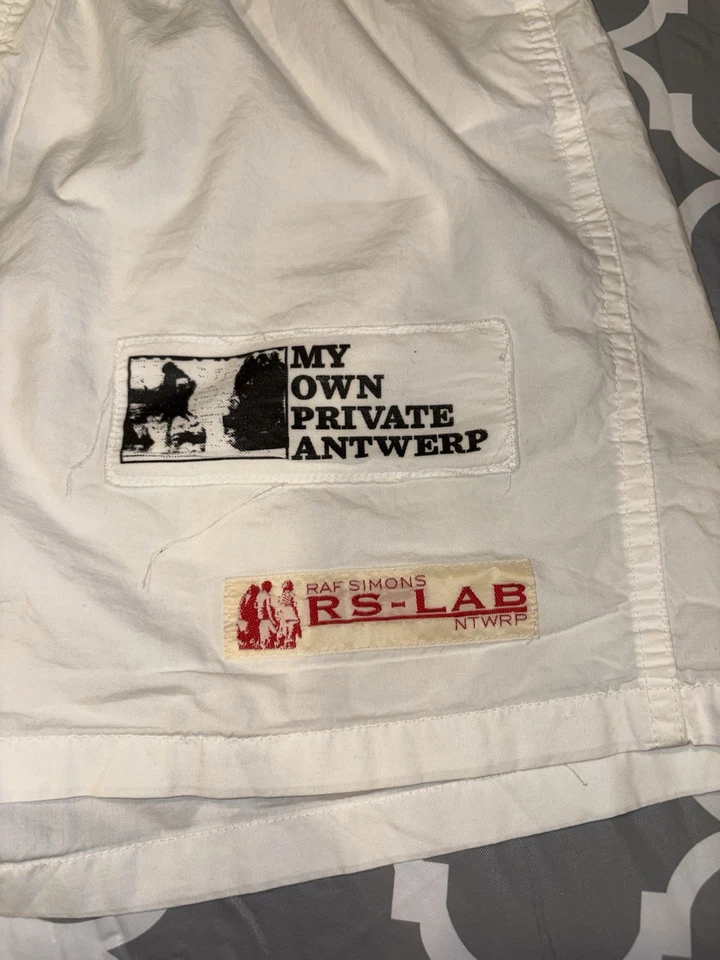 MY
OWN
PRIVATE
ANTWERP
RAF SIMONS
RS-LAB
NTWRP